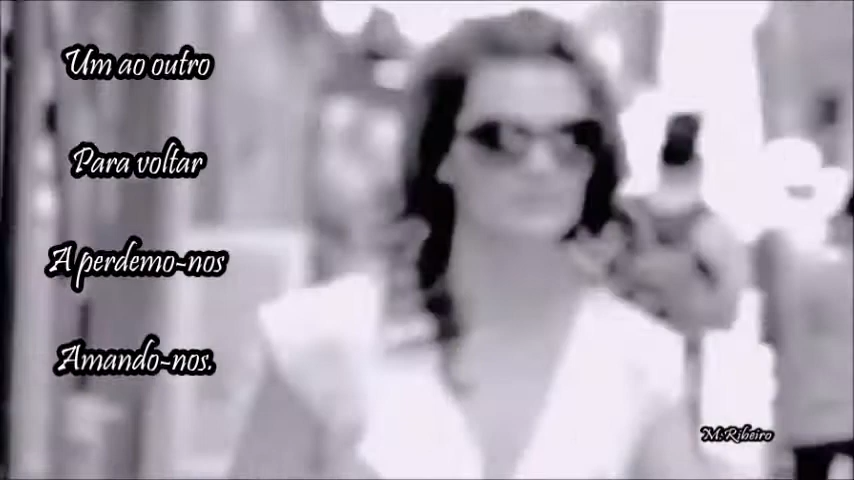 Um ao outro
Para voltar
A perdemo-nos
Amando-nos.
M.Ribeiro